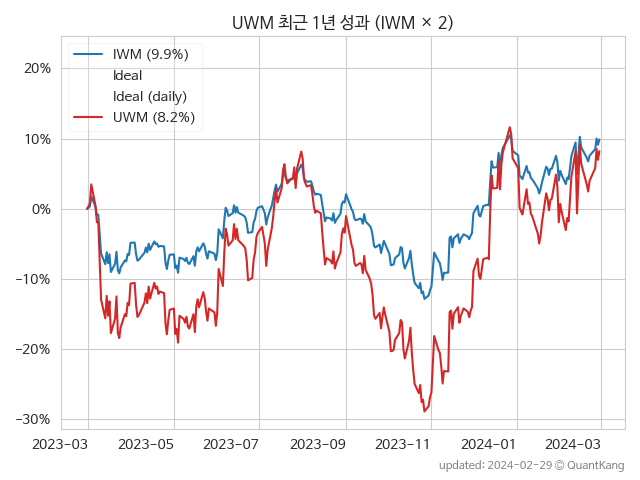 UWM 최근 1년 성과 (IWM × 2)
IWM (9.9%)
Ideal
Ideal (daily)
UWM (8.2%)
20%
10%
0%
−10%
−20%
−30%
2023-03 2023-05 2023-07 2023-09 2023-11 2024-01 2024-03
updated: 2024-02-29 ⓒ QuantKang